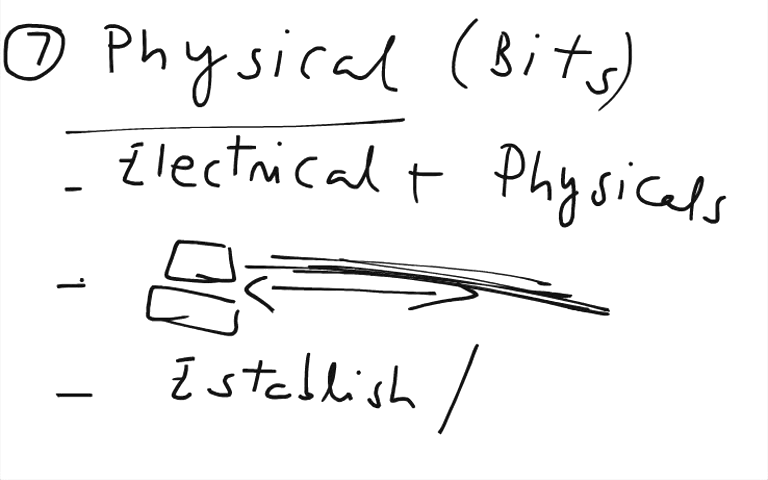 ⑦ Physical (Bits)
- Electrical + Physicals
-
- Establish /